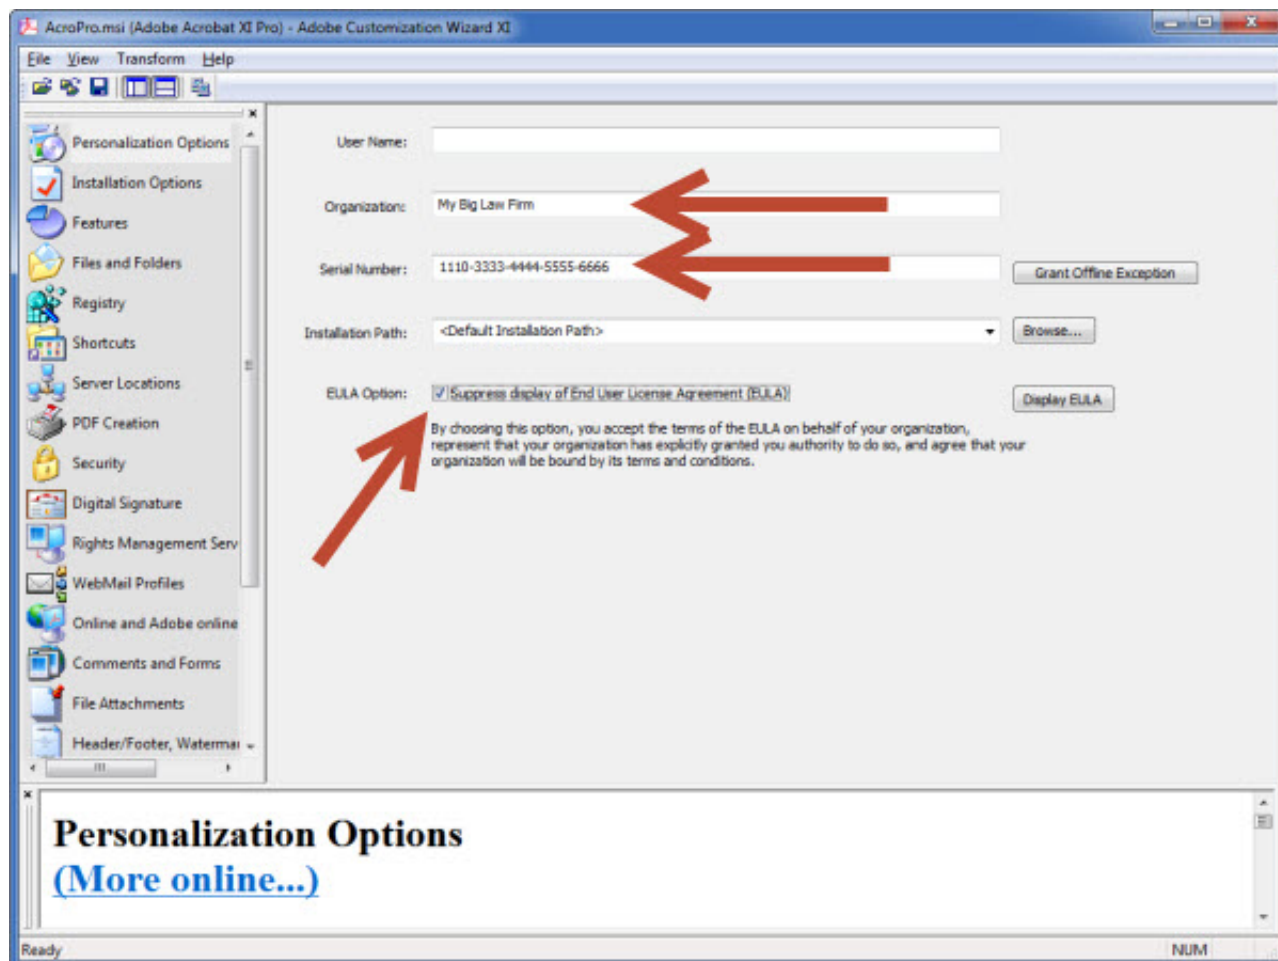 AcroPro.msi (Adobe Acrobat XI Pro) - Adobe Customization Wizard XI
File View Transform Help
Personalization Options
Installation Options
Features
Files and Folders
Registry
Shortcuts
Server Locations
PDF Creation
Security
Digital Signature
Rights Management Serv
WebMail Profiles
Online and Adobe online
Comments and Forms
File Attachments
Header/Footer, Waterma
User Name:
Organization: My Big Law Firm
Serial Number: 1110-3333-4444-5555-6666 Grant Offline Exception
Installation Path: <Default Installation Path> Browse...
EULA Option: Suppress display of End User License Agreement (EULA) Display EULA
By choosing this option, you accept the terms of the EULA on behalf of your organization,
represent that your organization has explicitly granted you authority to do so, and agree that your
organization will be bound by its terms and conditions.
Personalization Options
(More online...)
Ready NUM